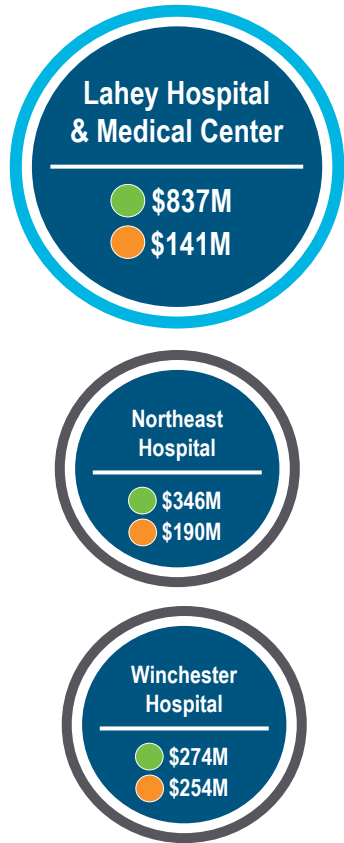 Lahey Hospital
& Medical Center
$837M
$141M
Northeast
Hospital
$346M
$190M
Winchester
Hospital
$274M
$254M